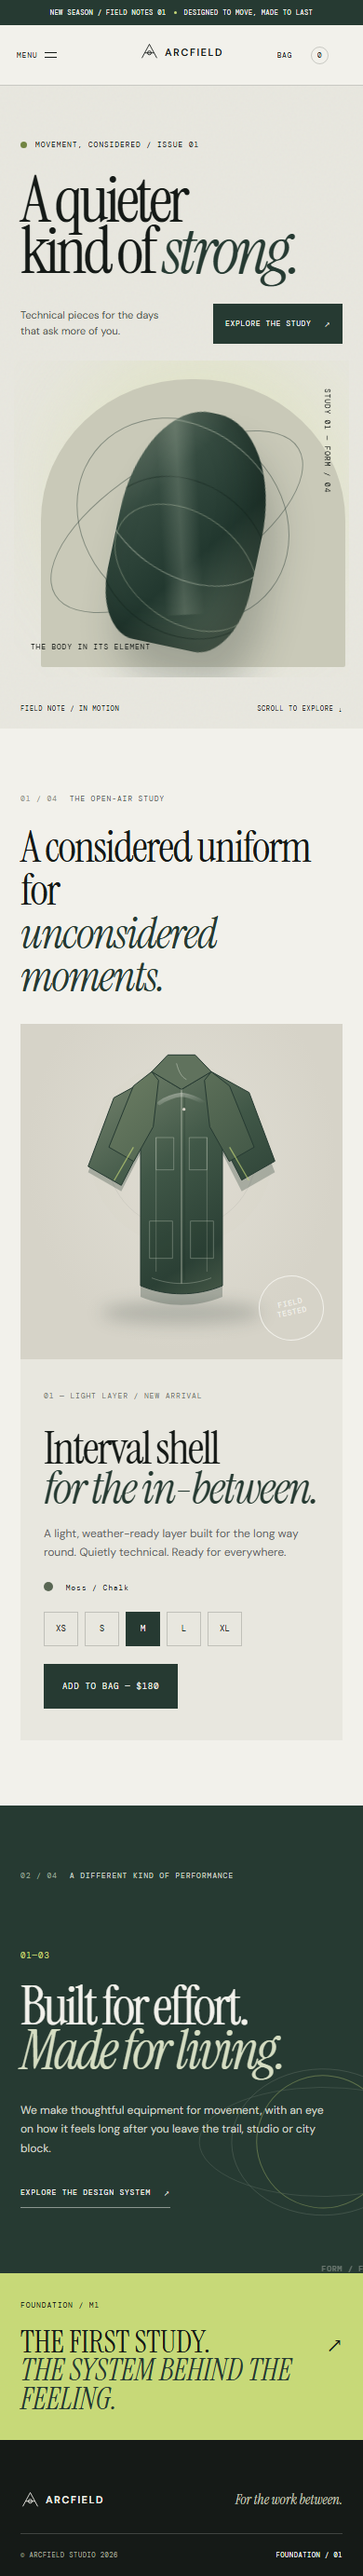 NEW SEASON / FIELD NOTES 01 • DESIGNED TO MOVE, MADE TO LAST
MENU
ARCFIELD
BAG 0
MOVEMENT, CONSIDERED / ISSUE 01
A quieter
kind of strong.
Technical pieces for the days
that ask more of you.
EXPLORE THE STUDY ↗
STUDY 01 — FORM / 04
THE BODY IN ITS ELEMENT
FIELD NOTE / IN MOTION
SCROLL TO EXPLORE ↓
01 / 04 THE OPEN-AIR STUDY
A considered uniform
for
unconsidered
moments.
FIELD
TESTED
01 — LIGHT LAYER / NEW ARRIVAL
Interval shell
for the in-between.
A light, weather-ready layer built for the long way
round. Quietly technical. Ready for everywhere.
Moss / Chalk
XS S M L XL
ADD TO BAG — $180
02 / 04 A DIFFERENT KIND OF PERFORMANCE
01—03
Built for effort.
Made for living.
We make thoughtful equipment for movement, with an eye
on how it feels long after you leave the trail, studio or city
block.
EXPLORE THE DESIGN SYSTEM ↗
FORM / F
FOUNDATION / M1
THE FIRST STUDY.
THE SYSTEM BEHIND THE
FEELING.
↗
ARCFIELD
For the work between.
© ARCFIELD STUDIO 2026
FOUNDATION / 01